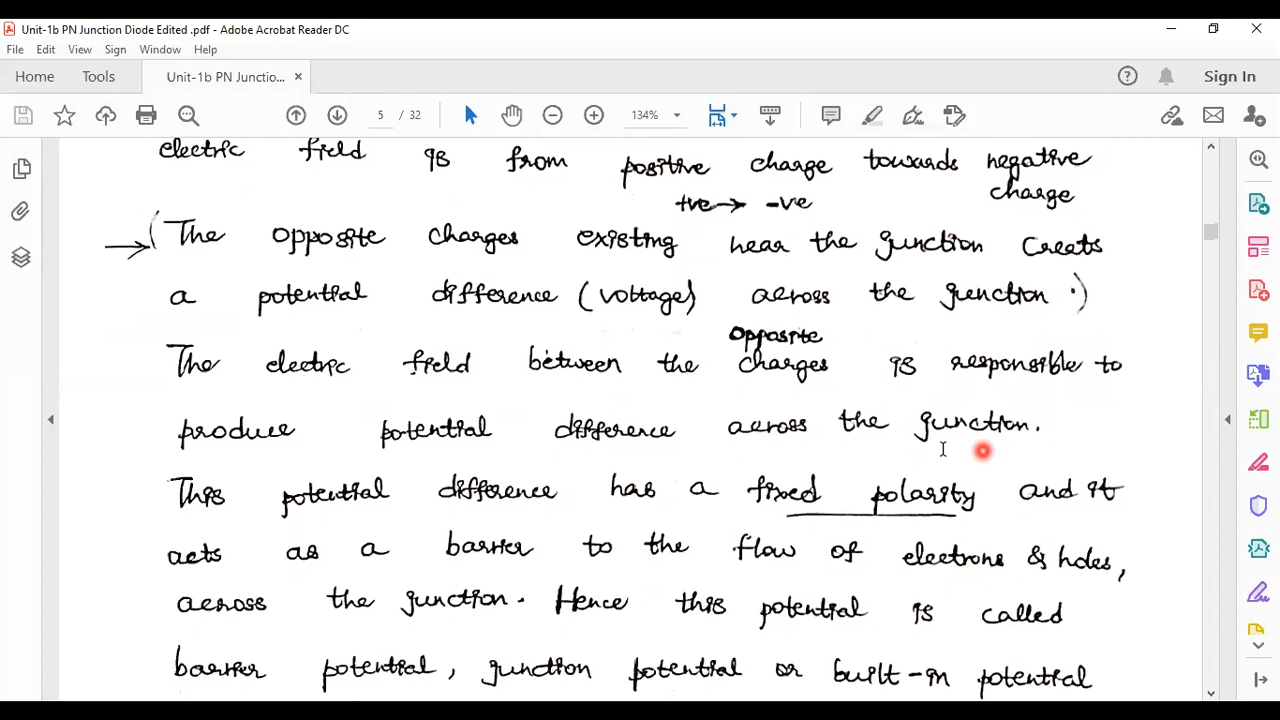 Unit-1b PN Junction Diode Edited .pdf - Adobe Acrobat Reader DC
File Edit View Sign Window Help
Home Tools Unit-1b PN Junctio... × Sign In
5 / 32 134%
electric field is from positive charge towards negative
charge
+ve → -ve
→ (The opposite charges existing near the junction creats
a potential difference (voltage) across the junction.)
opposite
The electric field between the charges is responsible to
produce potential difference across the junction.
This potential difference has a fixed polarity and it
acts as a barrier to the flow of electrons & holes,
across the junction. Hence this potential is called
barrier potential, junction potential or built-in potential